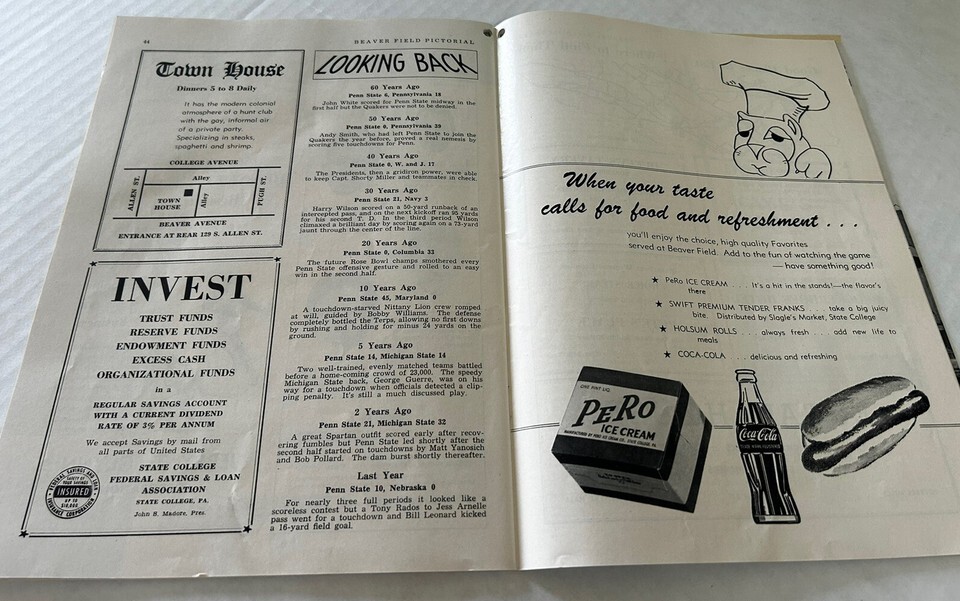 44
BEAVER FIELD PICTORIAL
Town House
Dinners 5 to 8 Daily
It has the modern colonial
atmosphere of a hunt club
with the gay, informal air
of a private party.
Specializing in steaks,
spaghetti and shrimp.
COLLEGE AVENUE
ALLEN ST.
Alley
TOWN
HOUSE
Alley
PUGH ST.
BEAVER AVENUE
ENTRANCE AT REAR 129 S. ALLEN ST.
INVEST
TRUST FUNDS
RESERVE FUNDS
ENDOWMENT FUNDS
EXCESS CASH
ORGANIZATIONAL FUNDS
in a
REGULAR SAVINGS ACCOUNT
WITH A CURRENT DIVIDEND
RATE OF 3% PER ANNUM
We accept Savings by mail from
all parts of United States
STATE COLLEGE
FEDERAL SAVINGS & LOAN
ASSOCIATION
STATE COLLEGE, PA.
John S. Madore, Pres.
FEDERAL SAVINGS AND LOAN
INSURANCE CORPORATION
SAFETY OF
YOUR SAVINGS
INSURED
UP TO
$10,000
LOOKING BACK
60 Years Ago
Penn State 6, Pennsylvania 18
John White scored for Penn State midway in the
first half but the Quakers were not to be denied.
50 Years Ago
Penn State 0, Pennsylvania 29
Andy Smith, who had left Penn State to join the
Quakers the year before, proved a real nemesis by
scoring five touchdowns for Penn.
40 Years Ago
Penn State 0, W. and J. 17
The Presidents, then a gridiron power, were able
to keep Capt. Shorty Miller and teammates in check.
30 Years Ago
Penn State 21, Navy 3
Harry Wilson scored on a 50-yard runback of an
intercepted pass, and on the next kickoff ran 95 yards
for his second T. D. In the third period Wilson
climaxed a brilliant day by scoring again on a 73-yard
jaunt through the center of the line.
20 Years Ago
Penn State 0, Columbia 33
The future Rose Bowl champs smothered every
Penn State offensive gesture and rolled to an easy
win in the second half.
10 Years Ago
Penn State 45, Maryland 0
A touchdown-starved Nittany Lion crew romped
at will, guided by Bobby Williams. The defense
completely bottled the Terps, allowing no first downs
by rushing and holding for minus 24 yards on the
ground.
5 Years Ago
Penn State 14, Michigan State 14
Two well-trained, evenly matched teams battled
before a home-coming crowd of 23,000. The speedy
Michigan State back, George Guerre, was on his
way for a touchdown when officials detected a clip-
ping penalty. It's still a much discussed play.
2 Years Ago
Penn State 21, Michigan State 32
A great Spartan outfit scored early after recov-
ering fumbles but Penn State led shortly after the
second half started on touchdowns by Matt Yanosich
and Bob Pollard. The dam burst shortly thereafter.
Last Year
Penn State 10, Nebraska 0
For nearly three full periods it looked like a
scoreless contest but a Tony Rados to Jess Arnelle
pass went for a touchdown and Bill Leonard kicked
a 16-yard field goal.
When your taste
calls for food and refreshment . . .
you'll enjoy the choice, high quality Favorites
served at Beaver Field. Add to the fun of watching the game
—have something good!
★ PeRo ICE CREAM . . . It's a hit in the stands!—the flavor's
there
★ SWIFT PREMIUM TENDER FRANKS . . . take a big juicy
bite Distributed by Slagle's Market, State College
★ HOLSUM ROLLS . . . always fresh . . . add new life to
meals
★ COCA-COLA . . . delicious and refreshing
ONE PINT LIQ.
PERO
ICE CREAM
Coca-Cola